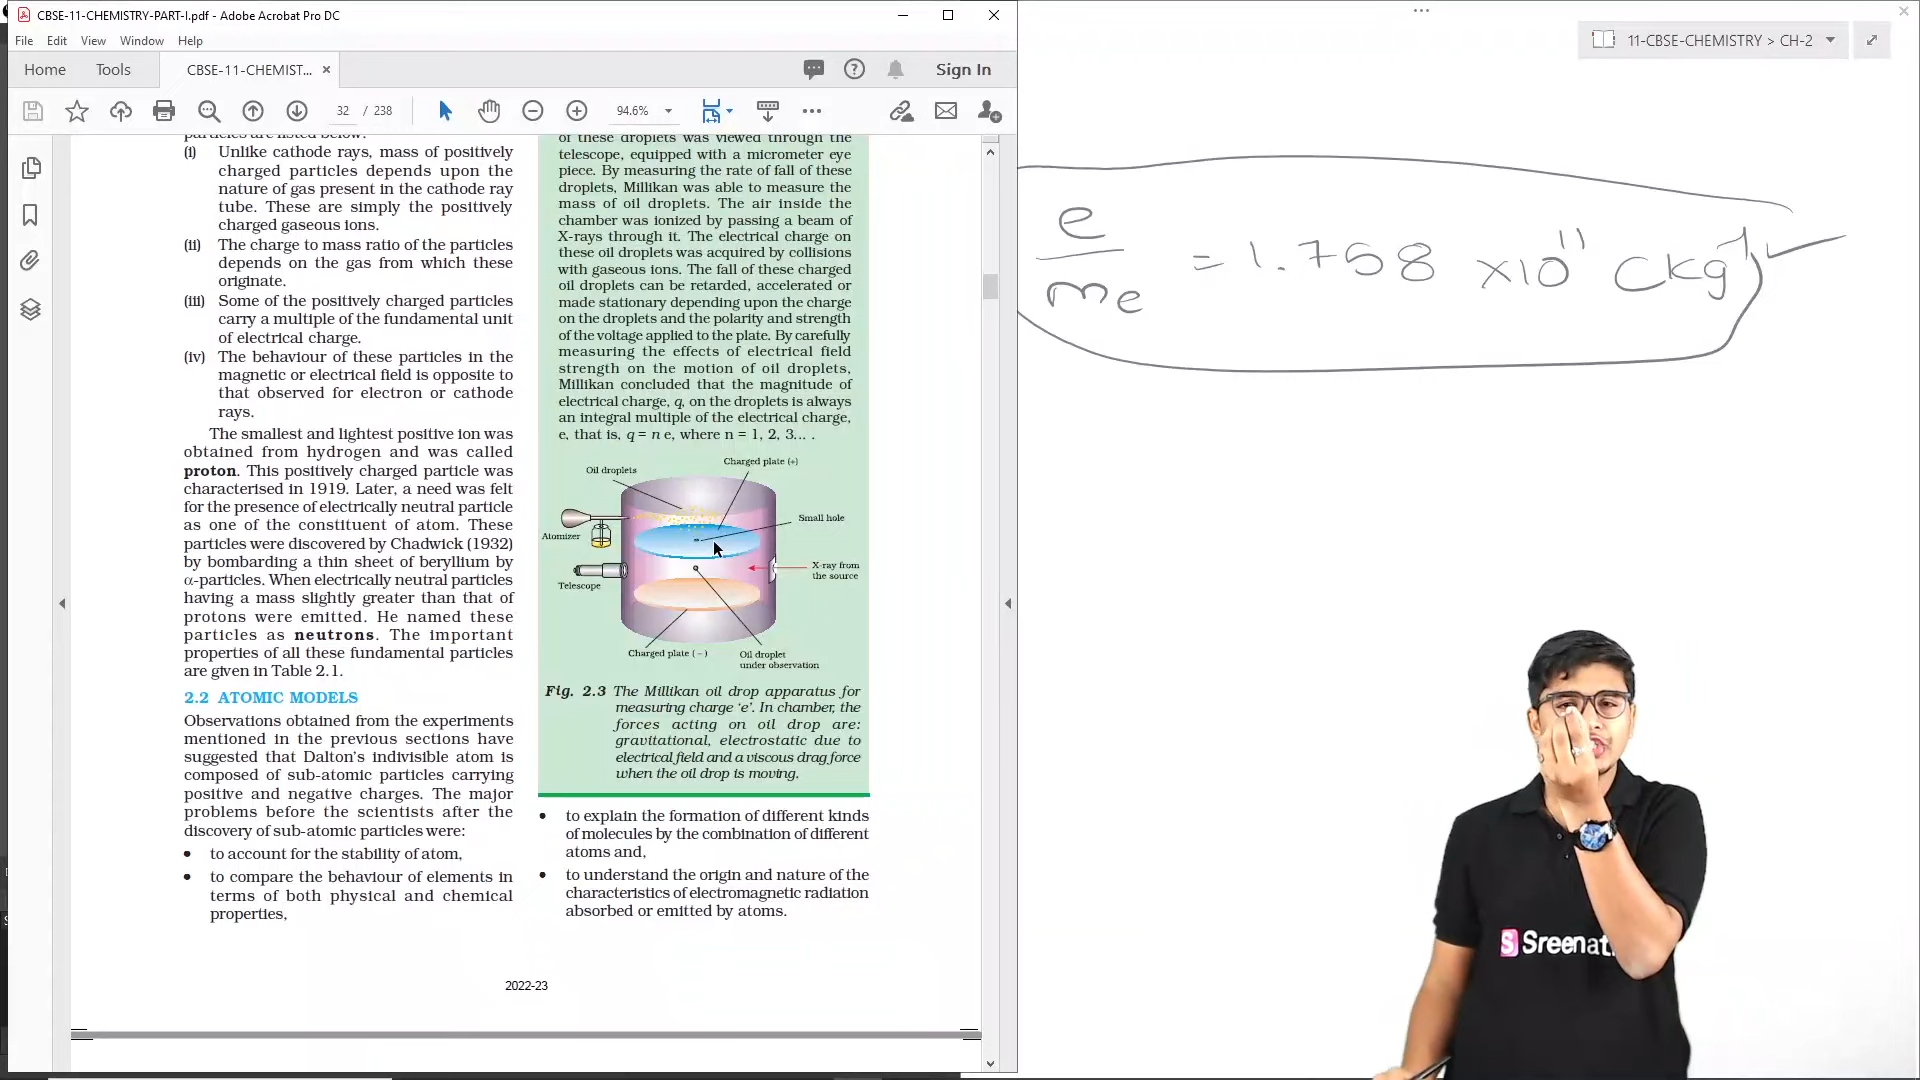 CBSE-11-CHEMISTRY-PART-I.pdf - Adobe Acrobat Pro DC
File Edit View Window Help
Home Tools CBSE-11-CHEMIST... × Sign In
32 / 238 94.6%
particles are listed below.
(i) Unlike cathode rays, mass of positively
charged particles depends upon the
nature of gas present in the cathode ray
tube. These are simply the positively
charged gaseous ions.
(ii) The charge to mass ratio of the particles
depends on the gas from which these
originate.
(iii) Some of the positively charged particles
carry a multiple of the fundamental unit
of electrical charge.
(iv) The behaviour of these particles in the
magnetic or electrical field is opposite to
that observed for electron or cathode
rays.
The smallest and lightest positive ion was
obtained from hydrogen and was called
proton. This positively charged particle was
characterised in 1919. Later, a need was felt
for the presence of electrically neutral particle
as one of the constituent of atom. These
particles were discovered by Chadwick (1932)
by bombarding a thin sheet of beryllium by
α-particles. When electrically neutral particles
having a mass slightly greater than that of
protons were emitted. He named these
particles as neutrons. The important
properties of all these fundamental particles
are given in Table 2.1.
2.2 ATOMIC MODELS
Observations obtained from the experiments
mentioned in the previous sections have
suggested that Dalton's indivisible atom is
composed of sub-atomic particles carrying
positive and negative charges. The major
problems before the scientists after the
discovery of sub-atomic particles were:
• to account for the stability of atom,
• to compare the behaviour of elements in
terms of both physical and chemical
properties,
of these droplets was viewed through the
telescope, equipped with a micrometer eye
piece. By measuring the rate of fall of these
droplets, Millikan was able to measure the
mass of oil droplets. The air inside the
chamber was ionized by passing a beam of
X-rays through it. The electrical charge on
these oil droplets was acquired by collisions
with gaseous ions. The fall of these charged
oil droplets can be retarded, accelerated or
made stationary depending upon the charge
on the droplets and the polarity and strength
of the voltage applied to the plate. By carefully
measuring the effects of electrical field
strength on the motion of oil droplets,
Millikan concluded that the magnitude of
electrical charge, q, on the droplets is always
an integral multiple of the electrical charge,
e, that is, q = n e, where n = 1, 2, 3... .
Charged plate (+)
Oil droplets
Small hole
Atomizer
X-ray from
the source
Telescope
Charged plate (−)
Oil droplet
under observation
Fig. 2.3 The Millikan oil drop apparatus for
measuring charge 'e'. In chamber, the
forces acting on oil drop are:
gravitational, electrostatic due to
electrical field and a viscous drag force
when the oil drop is moving.
• to explain the formation of different kinds
of molecules by the combination of different
atoms and,
• to understand the origin and nature of the
characteristics of electromagnetic radiation
absorbed or emitted by atoms.
2022-23
11-CBSE-CHEMISTRY > CH-2
e/me = 1.758 ×10¹¹ Ckg⁻¹
S Sreenat